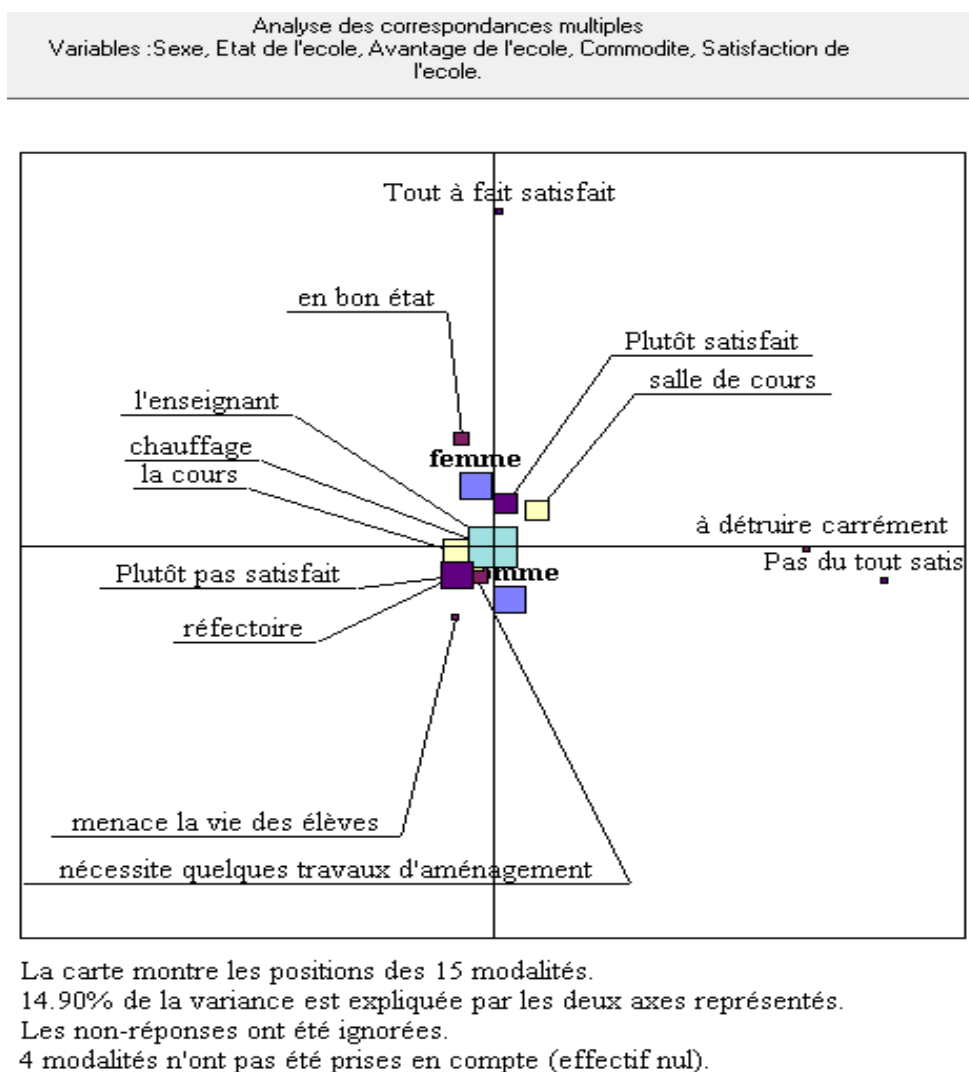 Analyse des correspondances multiples
Variables :Sexe, Etat de l'ecole, Avantage de l'ecole, Commodite, Satisfaction de
l'ecole.
Tout à fait satisfait
en bon état
Plutôt satisfait
salle de cours
l'enseignant
chauffage
la cours
femme
à détruire carrément
Pas du tout satis
Plutôt pas satisfait
omme
réfectoire
menace la vie des élèves
nécessite quelques travaux d'aménagement
La carte montre les positions des 15 modalités.
14.90% de la variance est expliquée par les deux axes représentés.
Les non-réponses ont été ignorées.
4 modalités n'ont pas été prises en compte (effectif nul).